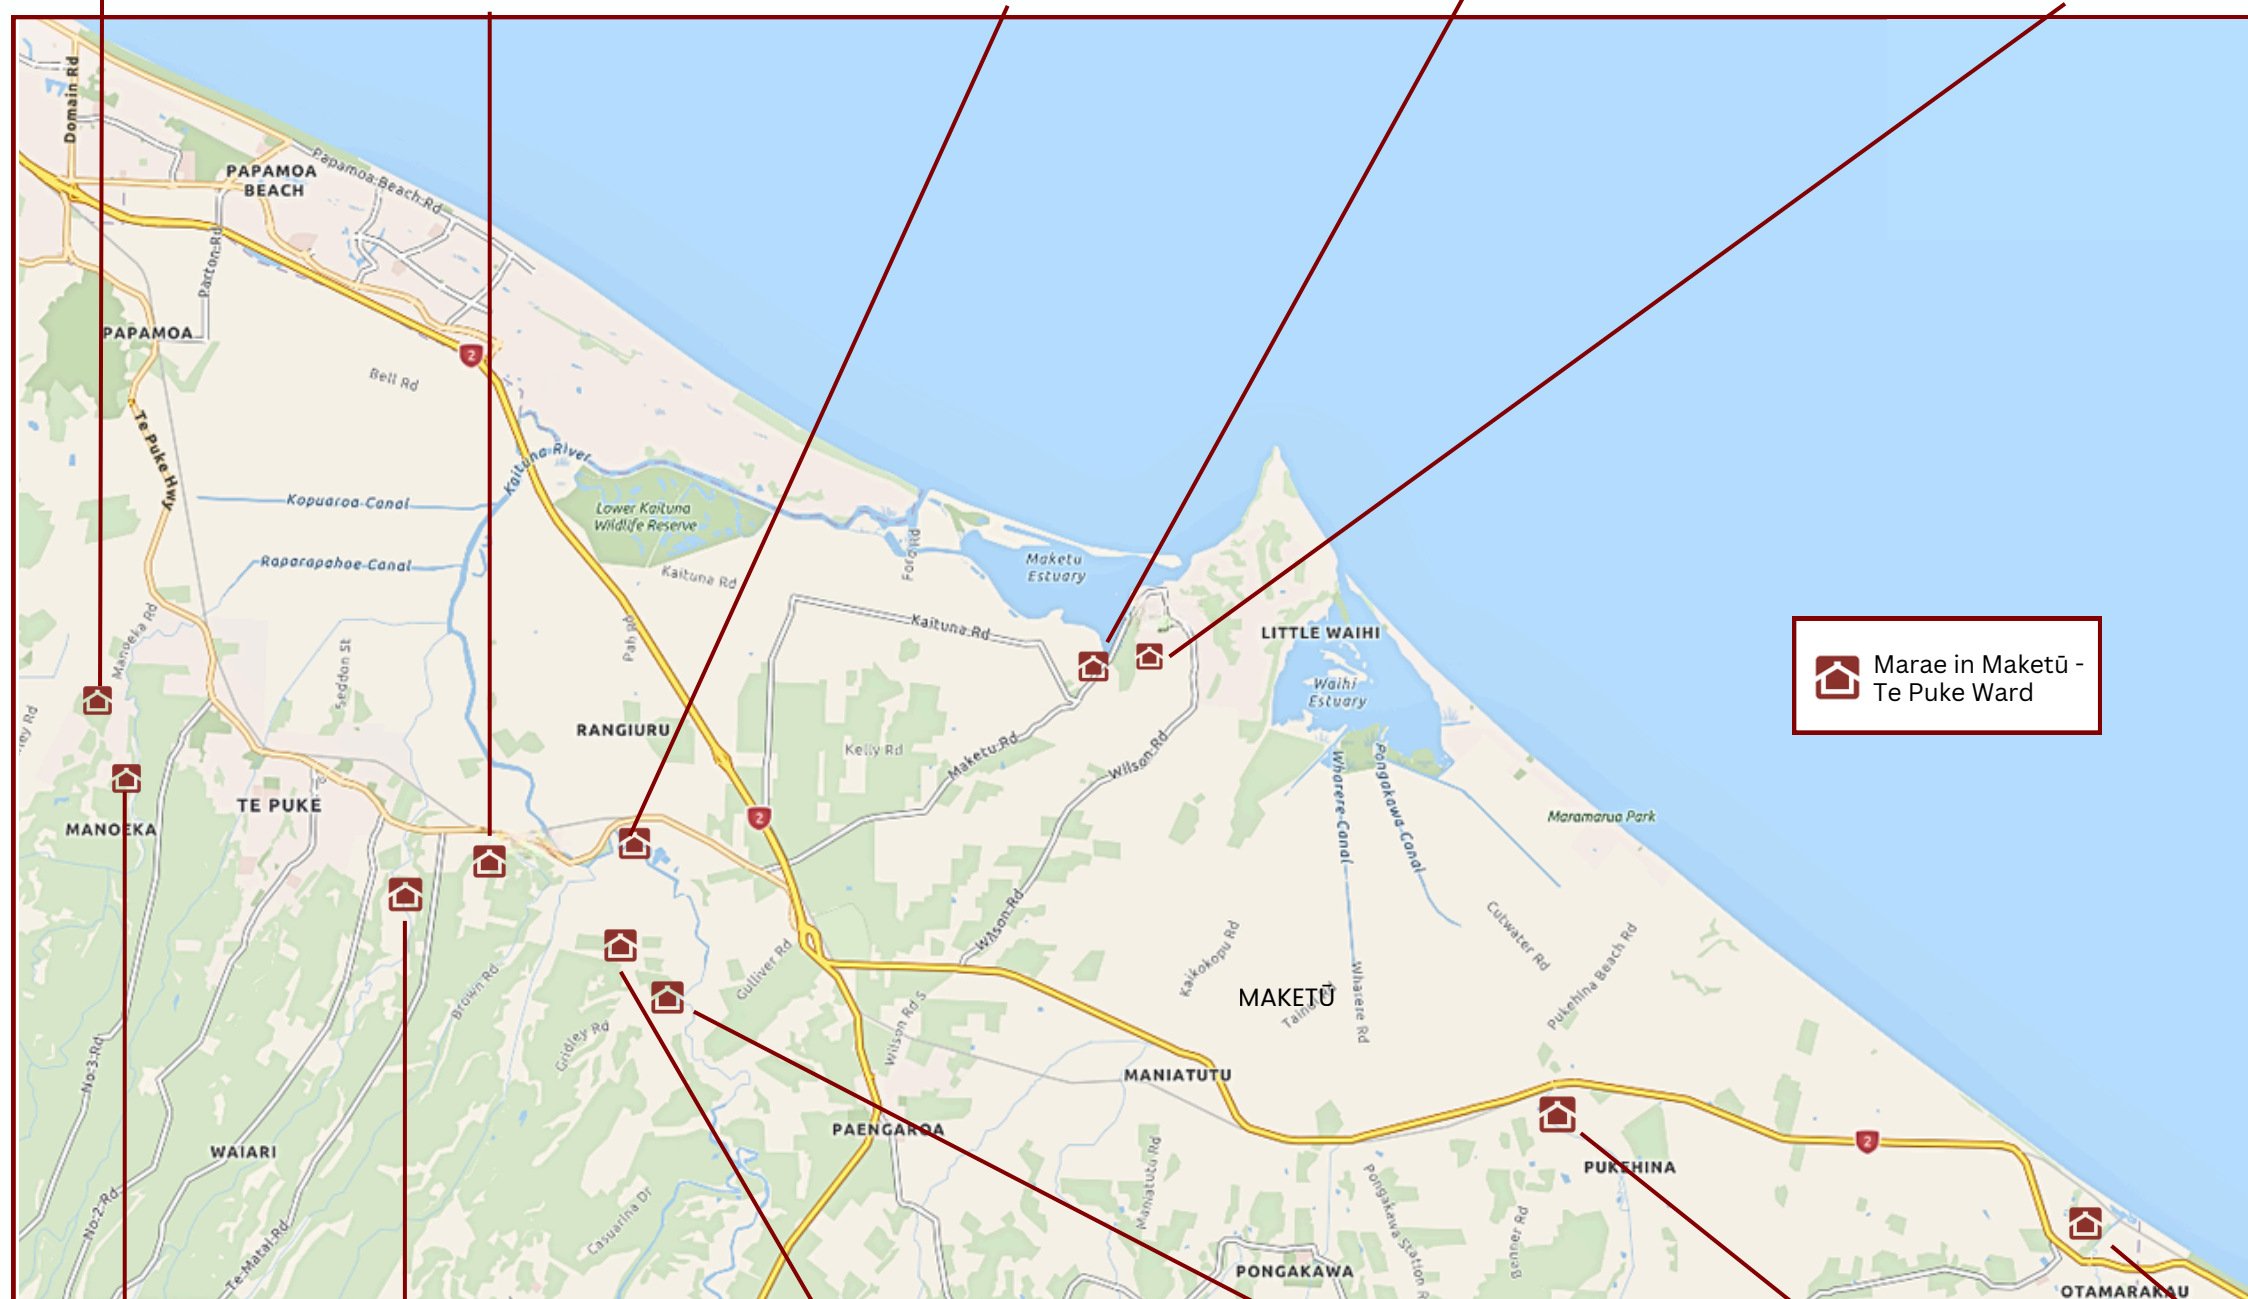 Domain Rd
PAPAMOA
BEACH
Papamoa Beach Rd
Parton Rd
PAPAMOA
2
Bell Rd
Te Puke Hwy
Kaituna River
Kopuaroa Canal
Lower Kaituna
Wildlife Reserve
Raparapahoe Canal
Kaituna Rd
Ford Rd
Maketu
Estuary
Manoeka Rd
Seddon St
Pah Rd
Kaituna Rd
LITTLE WAIHI
Marae in Maketū -
Te Puke Ward
Waihi
Estuary
RANGIURU
Kelly Rd
Maketu Rd
Wilson Rd
Wharere Canal
Pongakawa Canal
TE PUKE
MANOEKA
2
Maramarua Park
Wilson Rd
Cutwater Rd
Kaikokopu Rd
Pukehina Beach Rd
Brown Rd
Gulliver Rd
MAKETŪ
Wharere Rd
Gridley Rd
Wilson Rd S
No 3 Rd
MANIATUTU
PAENGAROA
2
WAIARI
PUKEHINA
Maniatutu Rd
No 2 Rd
Casuarina Dr
Te Matai Rd
Pongakawa Station R
Benner Rd
PONGAKAWA
OTAMARAKAU